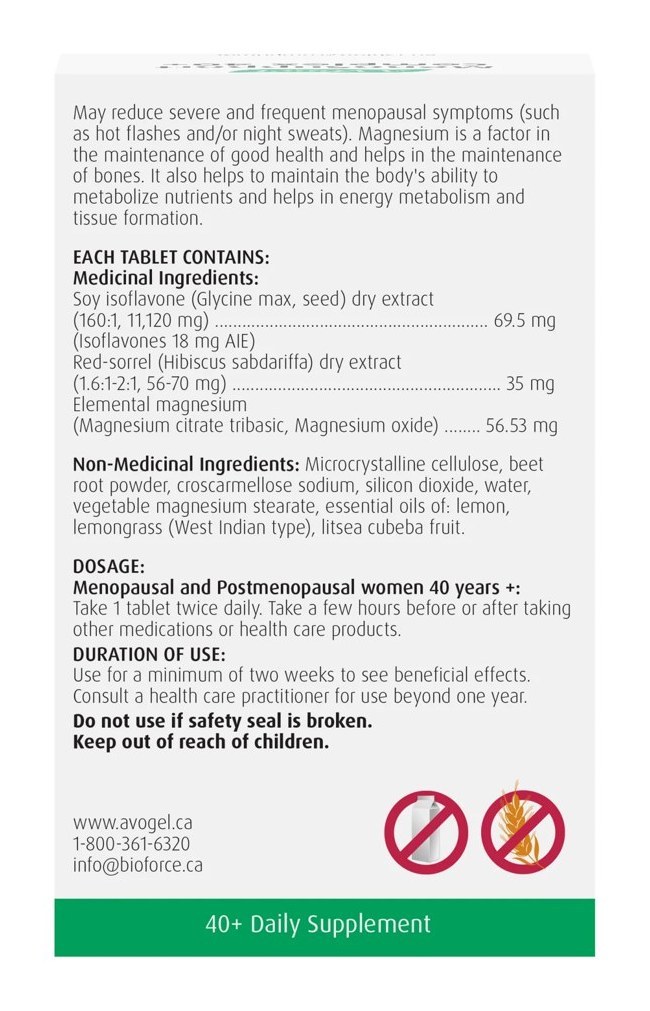 May reduce severe and frequent menopausal symptoms (such
as hot flashes and/or night sweats). Magnesium is a factor in
the maintenance of good health and helps in the maintenance
of bones. It also helps to maintain the body's ability to
metabolize nutrients and helps in energy metabolism and
tissue formation.
EACH TABLET CONTAINS:
Medicinal Ingredients:
Soy isoflavone (Glycine max, seed) dry extract
(160:1, 11,120 mg) ............................................................ 69.5 mg
(Isoflavones 18 mg AIE)
Red-sorrel (Hibiscus sabdariffa) dry extract
(1.6:1-2:1, 56-70 mg) ........................................................... 35 mg
Elemental magnesium
(Magnesium citrate tribasic, Magnesium oxide) ........ 56.53 mg
Non-Medicinal Ingredients: Microcrystalline cellulose, beet
root powder, croscarmellose sodium, silicon dioxide, water,
vegetable magnesium stearate, essential oils of: lemon,
lemongrass (West Indian type), litsea cubeba fruit.
DOSAGE:
Menopausal and Postmenopausal women 40 years +:
Take 1 tablet twice daily. Take a few hours before or after taking
other medications or health care products.
DURATION OF USE:
Use for a minimum of two weeks to see beneficial effects.
Consult a health care practitioner for use beyond one year.
Do not use if safety seal is broken.
Keep out of reach of children.
www.avogel.ca
1-800-361-6320
info@bioforce.ca
40+ Daily Supplement